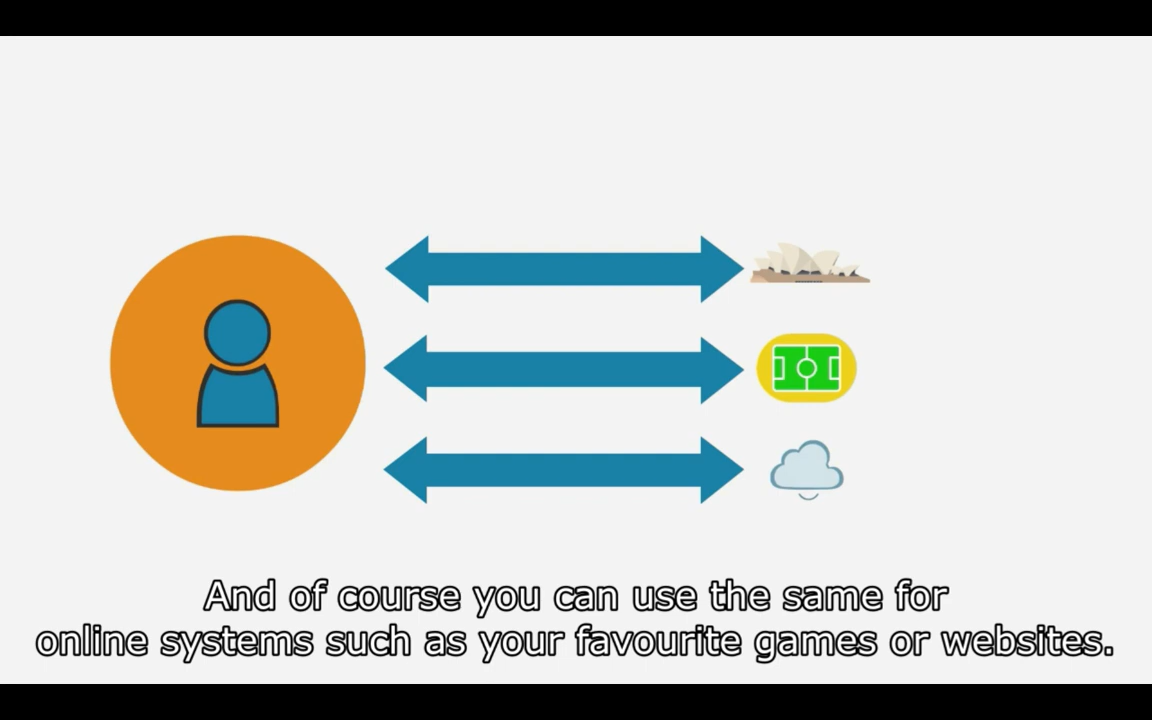 And of course you can use the same for
online systems such as your favourite games or websites.